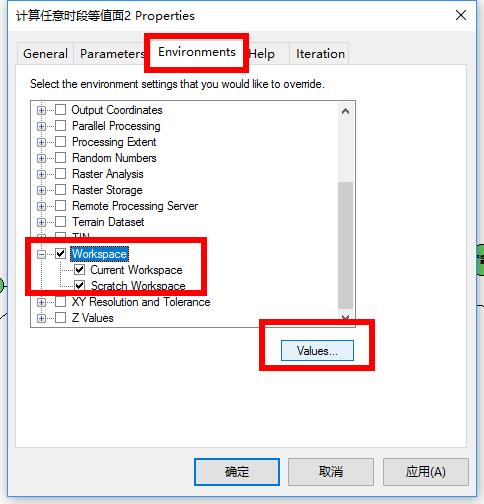 计算任意时段等值面2 Properties
General Parameters Environments Help Iteration
Select the environment settings that you would like to override.
Output Coordinates
Parallel Processing
Processing Extent
Random Numbers
Raster Analysis
Raster Storage
Remote Processing Server
Terrain Dataset
TIN
Workspace
Current Workspace
Scratch Workspace
XY Resolution and Tolerance
Z Values
Values...
确定 取消 应用(A)